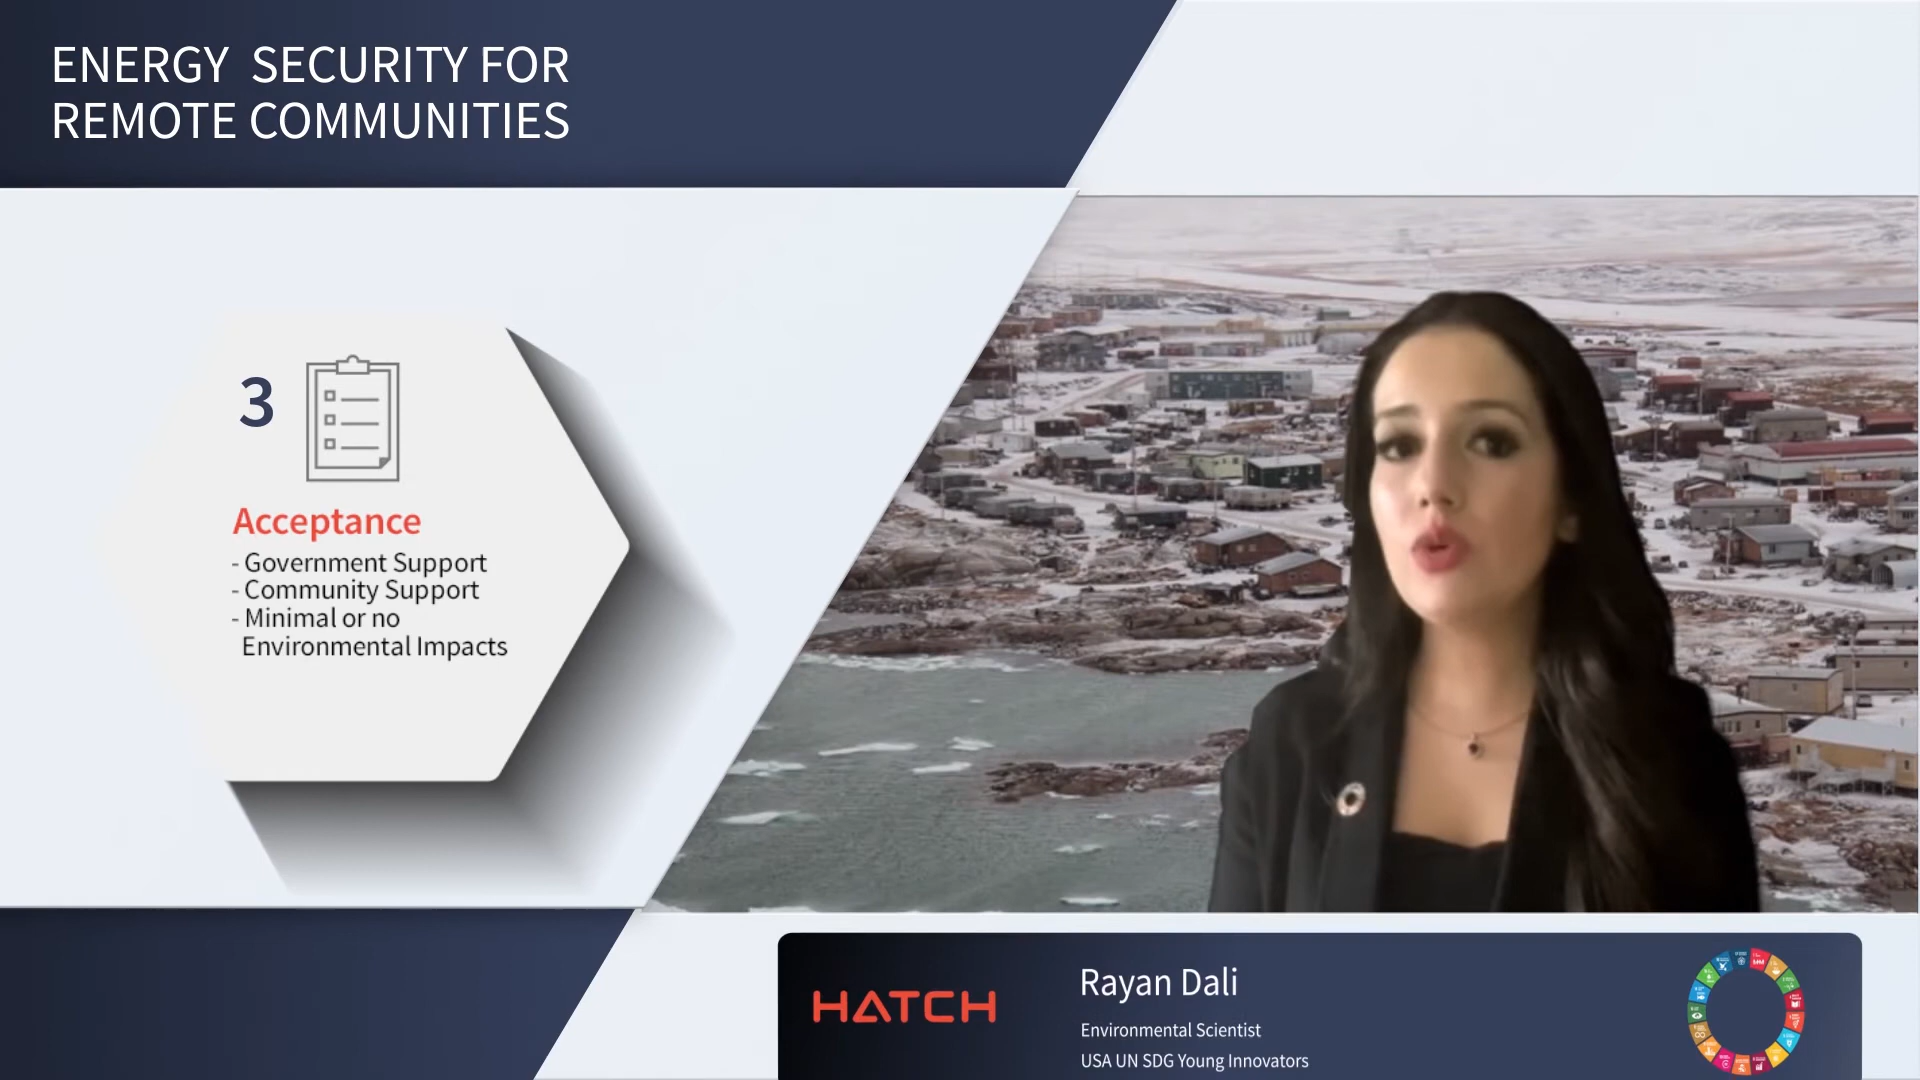 ENERGY SECURITY FOR
REMOTE COMMUNITIES
3
Acceptance
- Government Support
- Community Support
- Minimal or no
Environmental Impacts
HATCH
Rayan Dali
Environmental Scientist
USA UN SDG Young Innovators